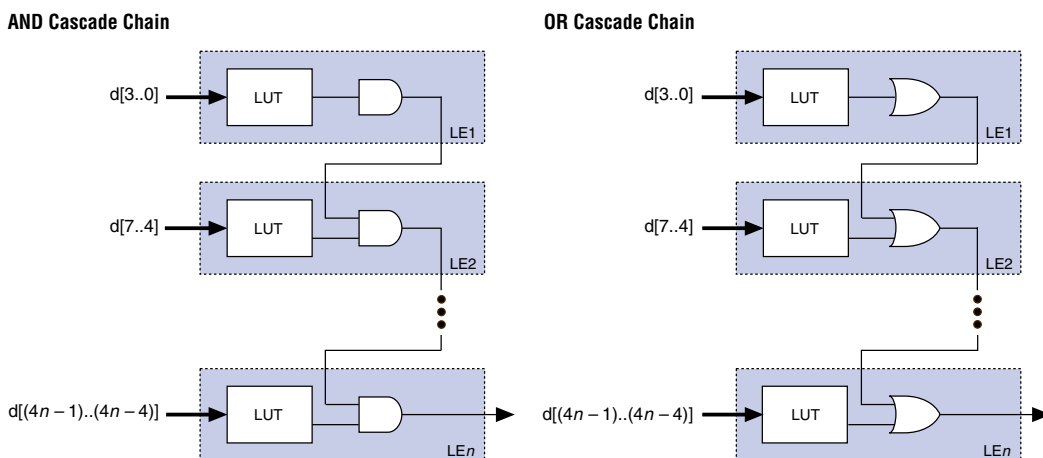 AND Cascade Chain
OR Cascade Chain
d[3..0]
LUT
LE1
d[7..4]
LUT
LE2
d[(4n – 1)..(4n – 4)]
LUT
LEn
d[3..0]
LUT
LE1
d[7..4]
LUT
LE2
d[(4n – 1)..(4n – 4)]
LUT
LEn